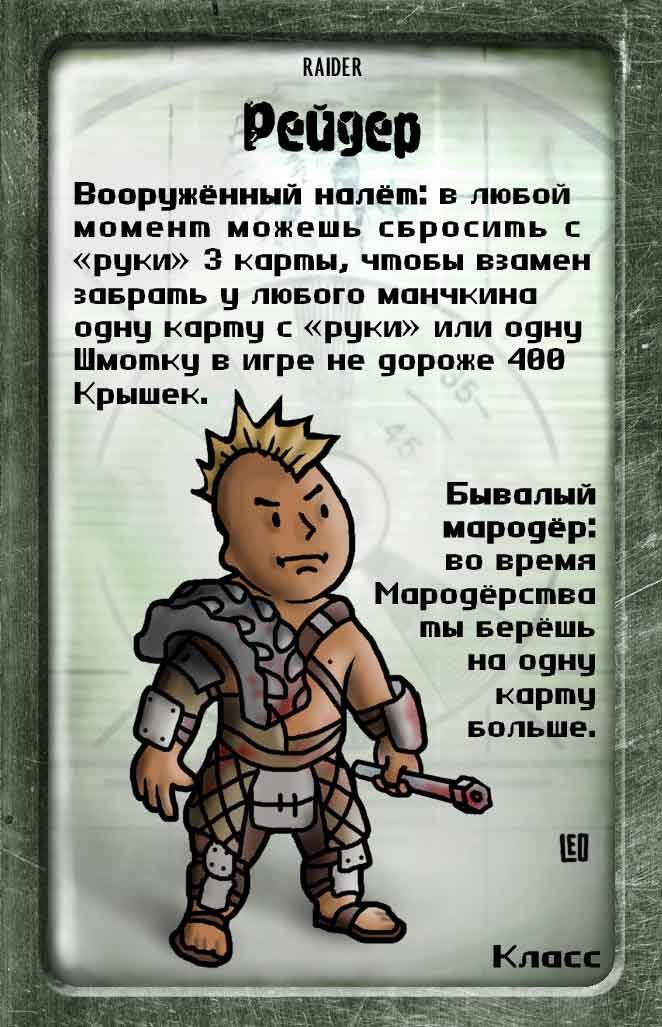 RAIDER
Рейдер
Вооружённый налёт: в любой
момент можешь сбросить с
«руки» 3 карты, чтобы взамен
забрать у любого манчкина
одну карту с «руки» или одну
Шмотку в игре не дороже 400
Крышек.
55
45
Бывалый
мародёр:
во время
Мародёрства
ты берёшь
на одну
карту
больше.
LEO
Класс